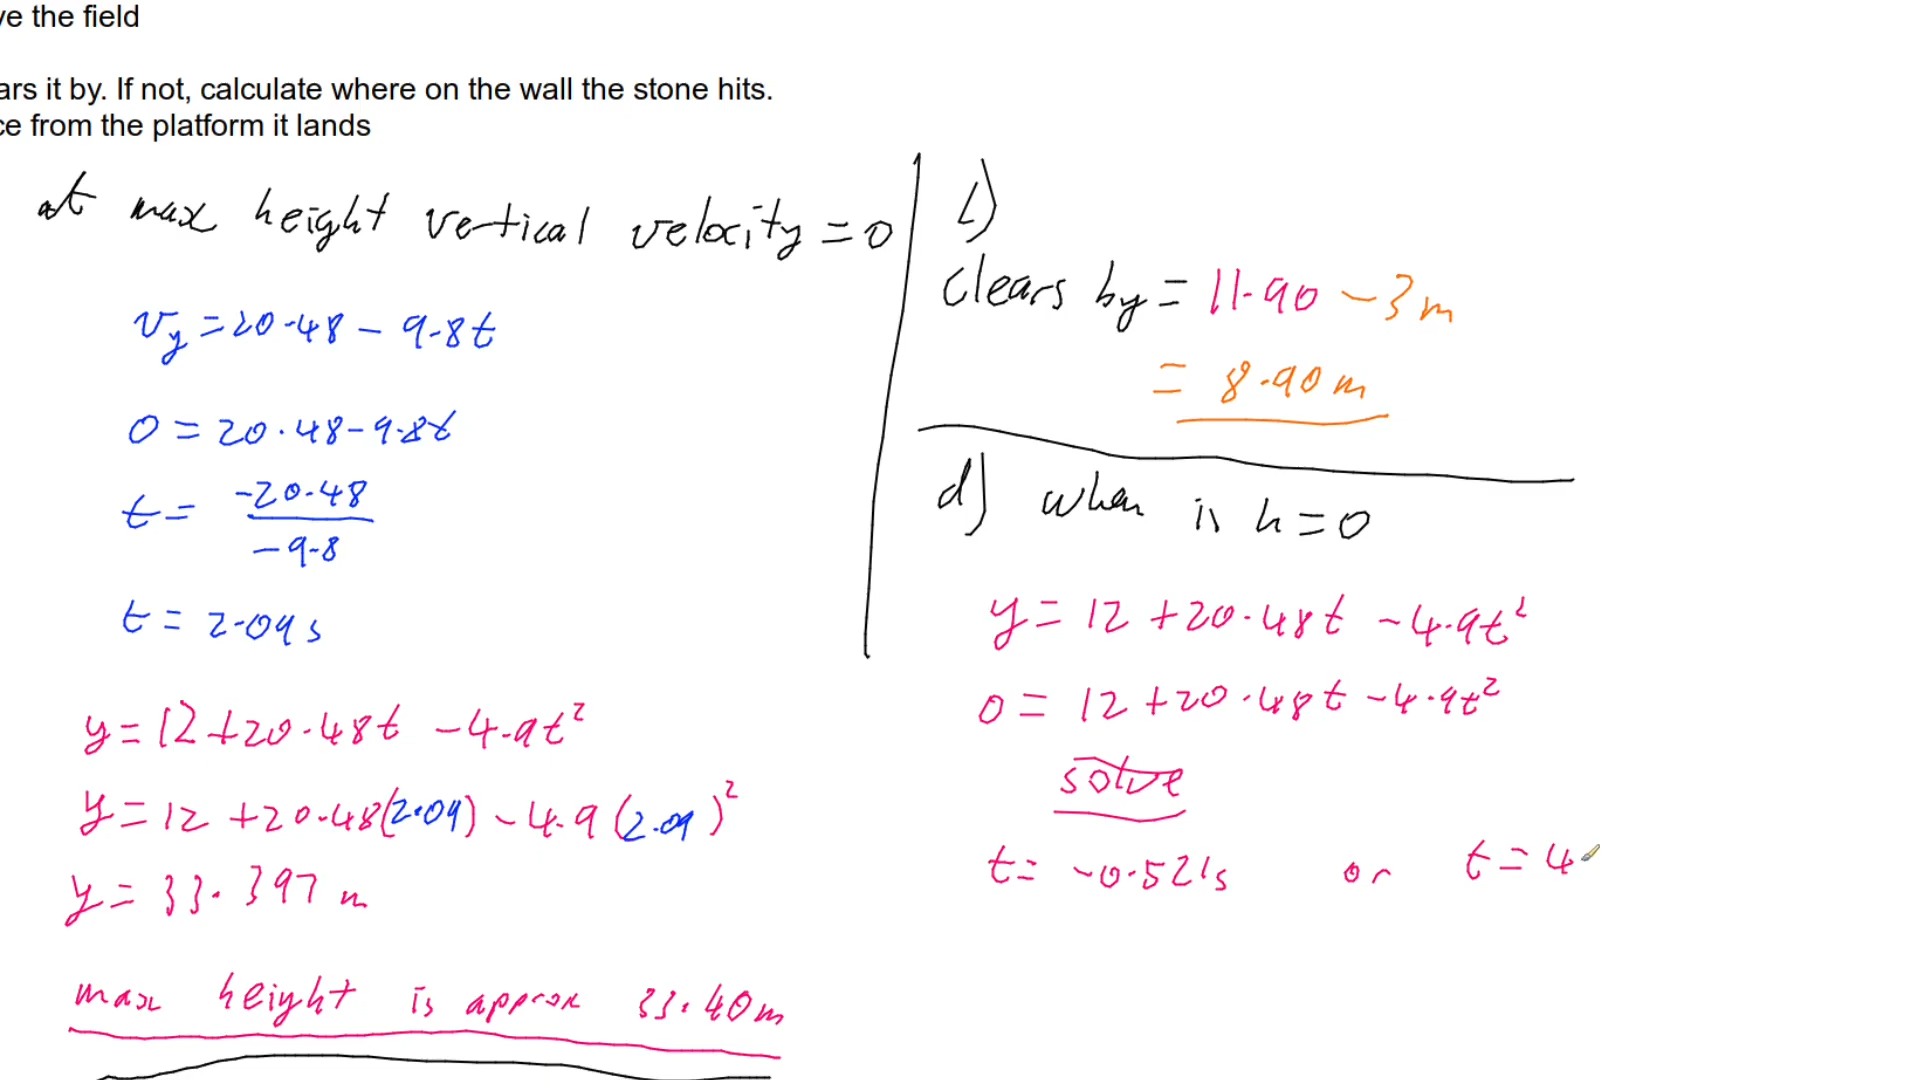 ve the field
ars it by. If not, calculate where on the wall the stone hits.
ce from the platform it lands
at max height vertical velocity = 0
v_y = 20.48 - 9.8t
0 = 20.48 - 9.8t
t = -20.48 / -9.8
t = 2.09s
y = 12 + 20.48t - 4.9t²
y = 12 + 20.48(2.09) - 4.9(2.09)²
y = 33.397 m
max height is approx 33.40m
c)
clears by = 11.90 - 3m
= 8.90m
d) when is h = 0
y = 12 + 20.48t - 4.9t²
0 = 12 + 20.48t - 4.9t²
solve
t = -0.521s or t = 4